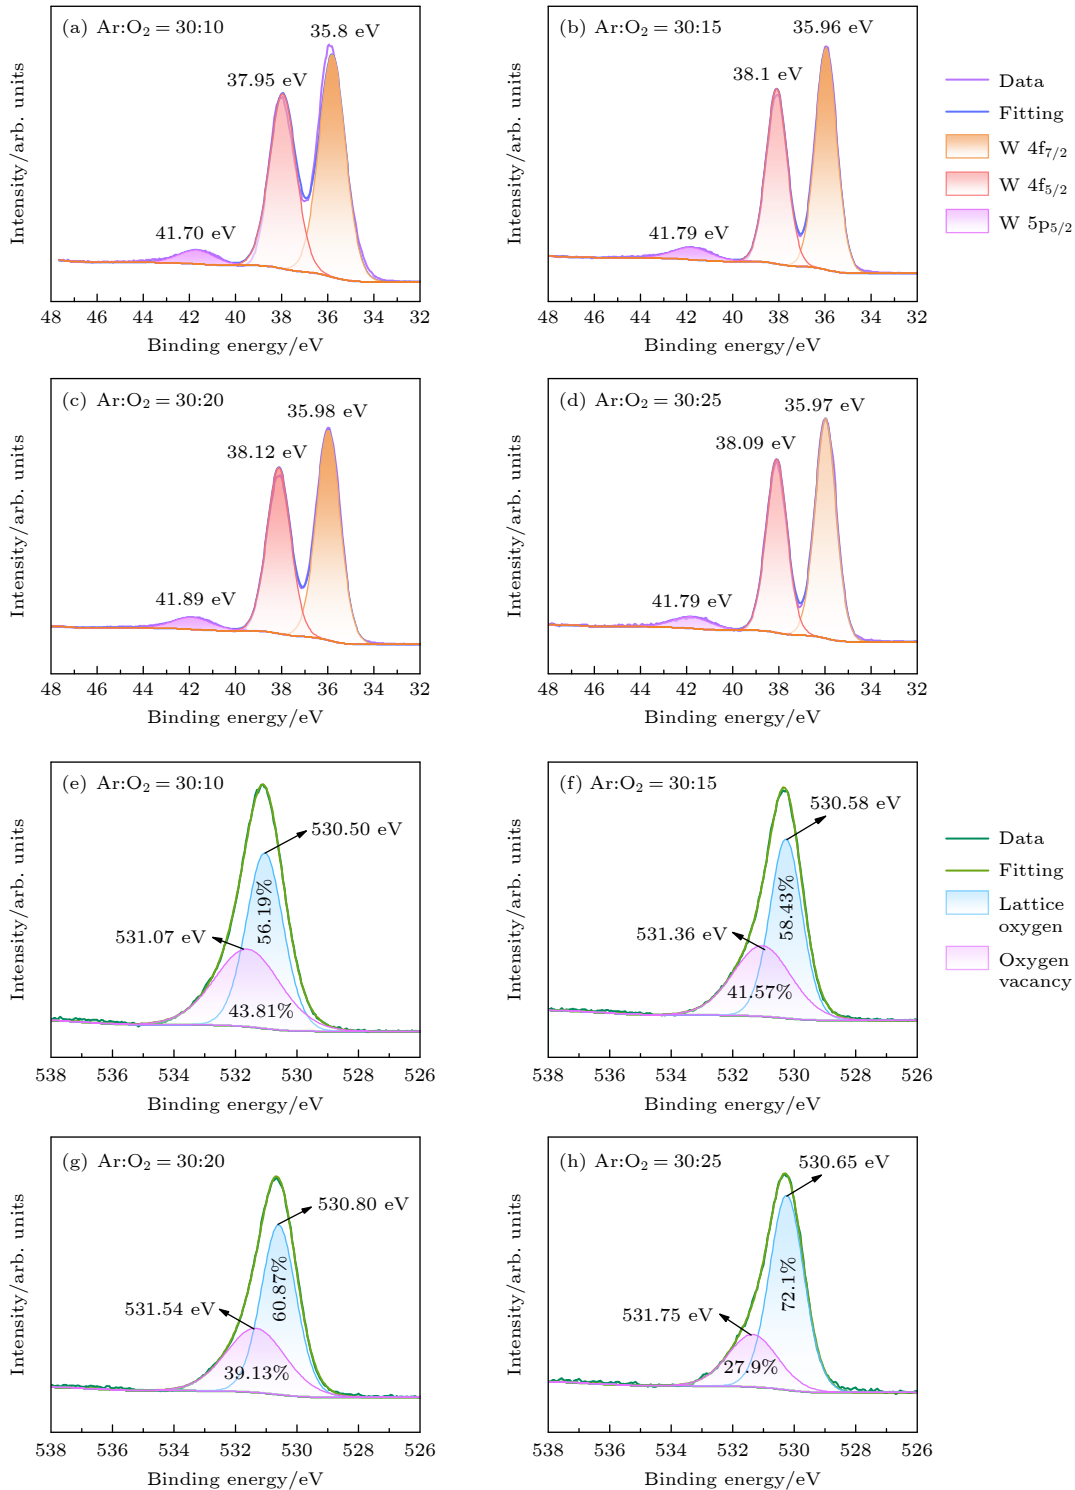 (a) Ar:O₂ = 30:10
35.8 eV
37.95 eV
41.70 eV
Intensity/arb. units
48 46 44 42 40 38 36 34 32
Binding energy/eV
(b) Ar:O₂ = 30:15
35.96 eV
38.1 eV
41.79 eV
Intensity/arb. units
48 46 44 42 40 38 36 34 32
Binding energy/eV
Data
Fitting
W 4f₇/₂
W 4f₅/₂
W 5p₅/₂
(c) Ar:O₂ = 30:20
35.98 eV
38.12 eV
41.89 eV
Intensity/arb. units
48 46 44 42 40 38 36 34 32
Binding energy/eV
(d) Ar:O₂ = 30:25
35.97 eV
38.09 eV
41.79 eV
Intensity/arb. units
48 46 44 42 40 38 36 34 32
Binding energy/eV
(e) Ar:O₂ = 30:10
530.50 eV
56.19%
531.07 eV
43.81%
Intensity/arb. units
538 536 534 532 530 528 526
Binding energy/eV
(f) Ar:O₂ = 30:15
530.58 eV
58.43%
531.36 eV
41.57%
Intensity/arb. units
538 536 534 532 530 528 526
Binding energy/eV
Data
Fitting
Lattice
oxygen
Oxygen
vacancy
(g) Ar:O₂ = 30:20
530.80 eV
60.87%
531.54 eV
39.13%
Intensity/arb. units
538 536 534 532 530 528 526
Binding energy/eV
(h) Ar:O₂ = 30:25
530.65 eV
72.1%
531.75 eV
27.9%
Intensity/arb. units
538 536 534 532 530 528 526
Binding energy/eV